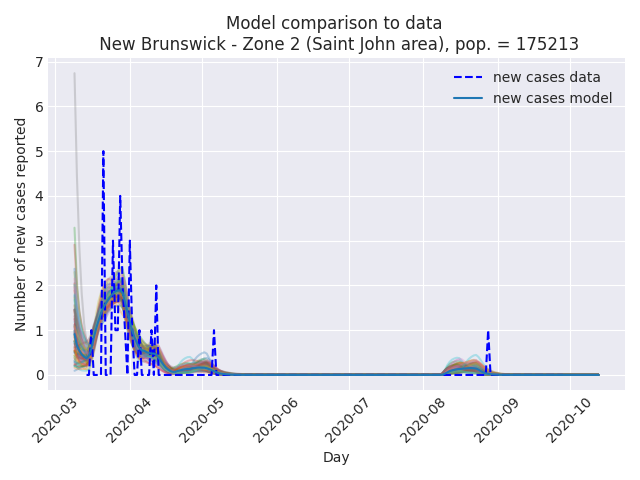 Model comparison to data
New Brunswick - Zone 2 (Saint John area), pop. = 175213
new cases data
new cases model
Number of new cases reported
7
6
5
4
3
2
1
0
2020-03
2020-04
2020-05
2020-06
2020-07
2020-08
2020-09
2020-10
Day